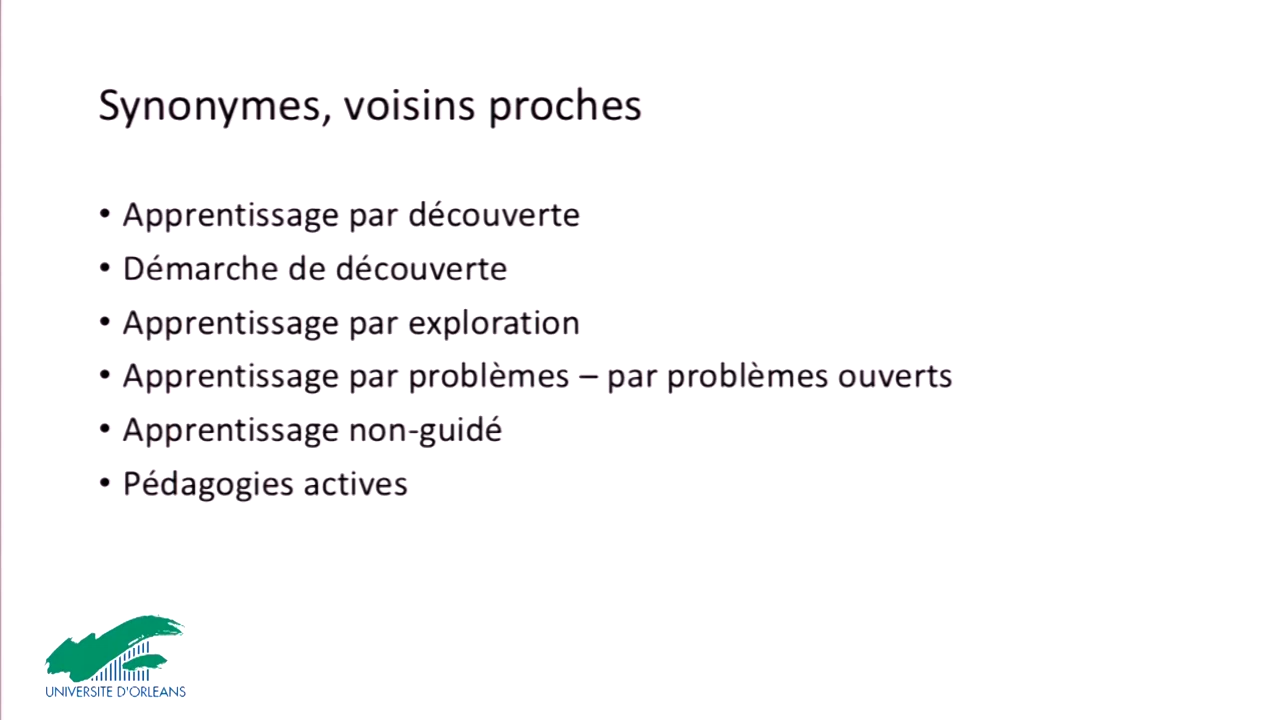 Synonymes, voisins proches
• Apprentissage par découverte
• Démarche de découverte
• Apprentissage par exploration
• Apprentissage par problèmes – par problèmes ouverts
• Apprentissage non-guidé
• Pédagogies actives
UNIVERSITE D'ORLEANS